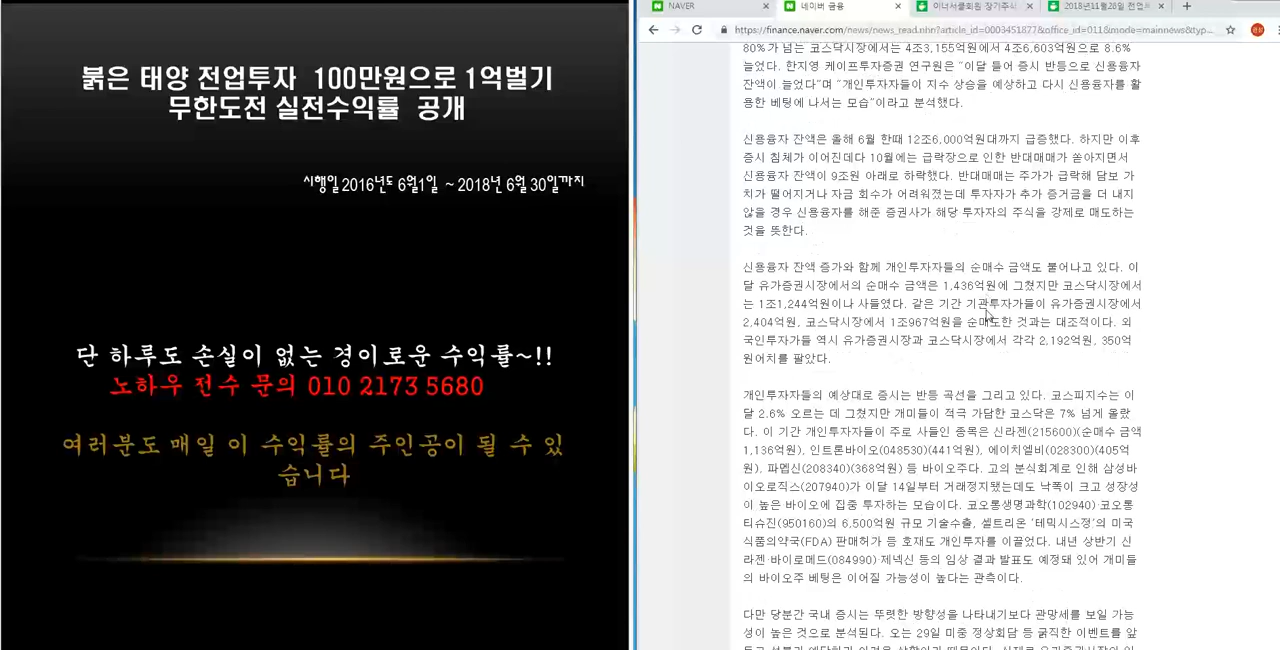 붉은 태양 전업투자 100만원으로 1억벌기
무한도전 실전수익률 공개
시행일 2016년도 6월1일 ~ 2018년 6월 30일까지
단 하루도 손실이 없는 경이로운 수익률~!!
노하우 전수 문의 010 2173 5680
여러분도 매일 이 수익률의 주인공이 될 수 있
습니다
NAVER
네이버 금융
이너서클회원 장기주식
2018년11월28일 전업트
https://finance.naver.com/news/news_read.nhn?article_id=0003451877&office_id=011&mode=mainnews&typ...
80%가 넘는 코스닥시장에서는 4조3,155억원에서 4조6,603억원으로 8.6%
늘었다. 한지영 케이프투자증권 연구원은 “이달 들어 증시 반등으로 신용융자
잔액이 늘었다”며 “개인투자자들이 지수 상승을 예상하고 다시 신용융자를 활
용한 베팅에 나서는 모습”이라고 분석했다.
신용융자 잔액은 올해 6월 한때 12조6,000억원대까지 급증했다. 하지만 이후
증시 침체가 이어진데다 10월에는 급락장으로 인한 반대매매가 쏟아지면서
신용융자 잔액이 9조원 아래로 하락했다. 반대매매는 주가가 급락해 담보 가
치가 떨어지거나 자금 회수가 어려워졌는데 투자자가 추가 증거금을 더 내지
않을 경우 신용융자를 해준 증권사가 해당 투자자의 주식을 강제로 매도하는
것을 뜻한다.
신용융자 잔액 증가와 함께 개인투자자들의 순매수 금액도 불어나고 있다. 이
달 유가증권시장에서의 순매수 금액은 1,436억원에 그쳤지만 코스닥시장에서
는 1조1,244억원이나 사들였다. 같은 기간 기관투자가들이 유가증권시장에서
2,404억원, 코스닥시장에서 1조967억원을 순매도한 것과는 대조적이다. 외
국인투자가들 역시 유가증권시장과 코스닥시장에서 각각 2,192억원, 350억
원어치를 팔았다.
개인투자자들의 예상대로 증시는 반등 곡선을 그리고 있다. 코스피지수는 이
달 2.6% 오르는 데 그쳤지만 개미들이 적극 가담한 코스닥은 7% 넘게 올랐
다. 이 기간 개인투자자들이 주로 사들인 종목은 신라젠(215600)(순매수 금액
1,136억원), 인트론바이오(048530)(441억원), 에이치엘비(028300)(405억
원), 파멥신(208340)(368억원) 등 바이오주다. 고의 분식회계로 인해 삼성바
이오로직스(207940)가 이달 14일부터 거래정지됐는데도 낙폭이 크고 성장성
이 높은 바이오에 집중 투자하는 모습이다. 코오롱생명과학(102940)·코오롱
티슈진(950160)의 6,500억원 규모 기술수출, 셀트리온 ‘테믹시스정’의 미국
식품의약국(FDA) 판매허가 등 호재도 개인투자를 이끌었다. 내년 상반기 신
라젠·바이로메드(084990)·제넥신 등의 임상 결과 발표도 예정돼 있어 개미들
의 바이오주 베팅은 이어질 가능성이 높다는 관측이다.
다만 당분간 국내 증시는 뚜렷한 방향성을 나타내기보다 관망세를 보일 가능
성이 높은 것으로 분석된다. 오는 29일 미중 정상회담 등 굵직한 이벤트를 앞